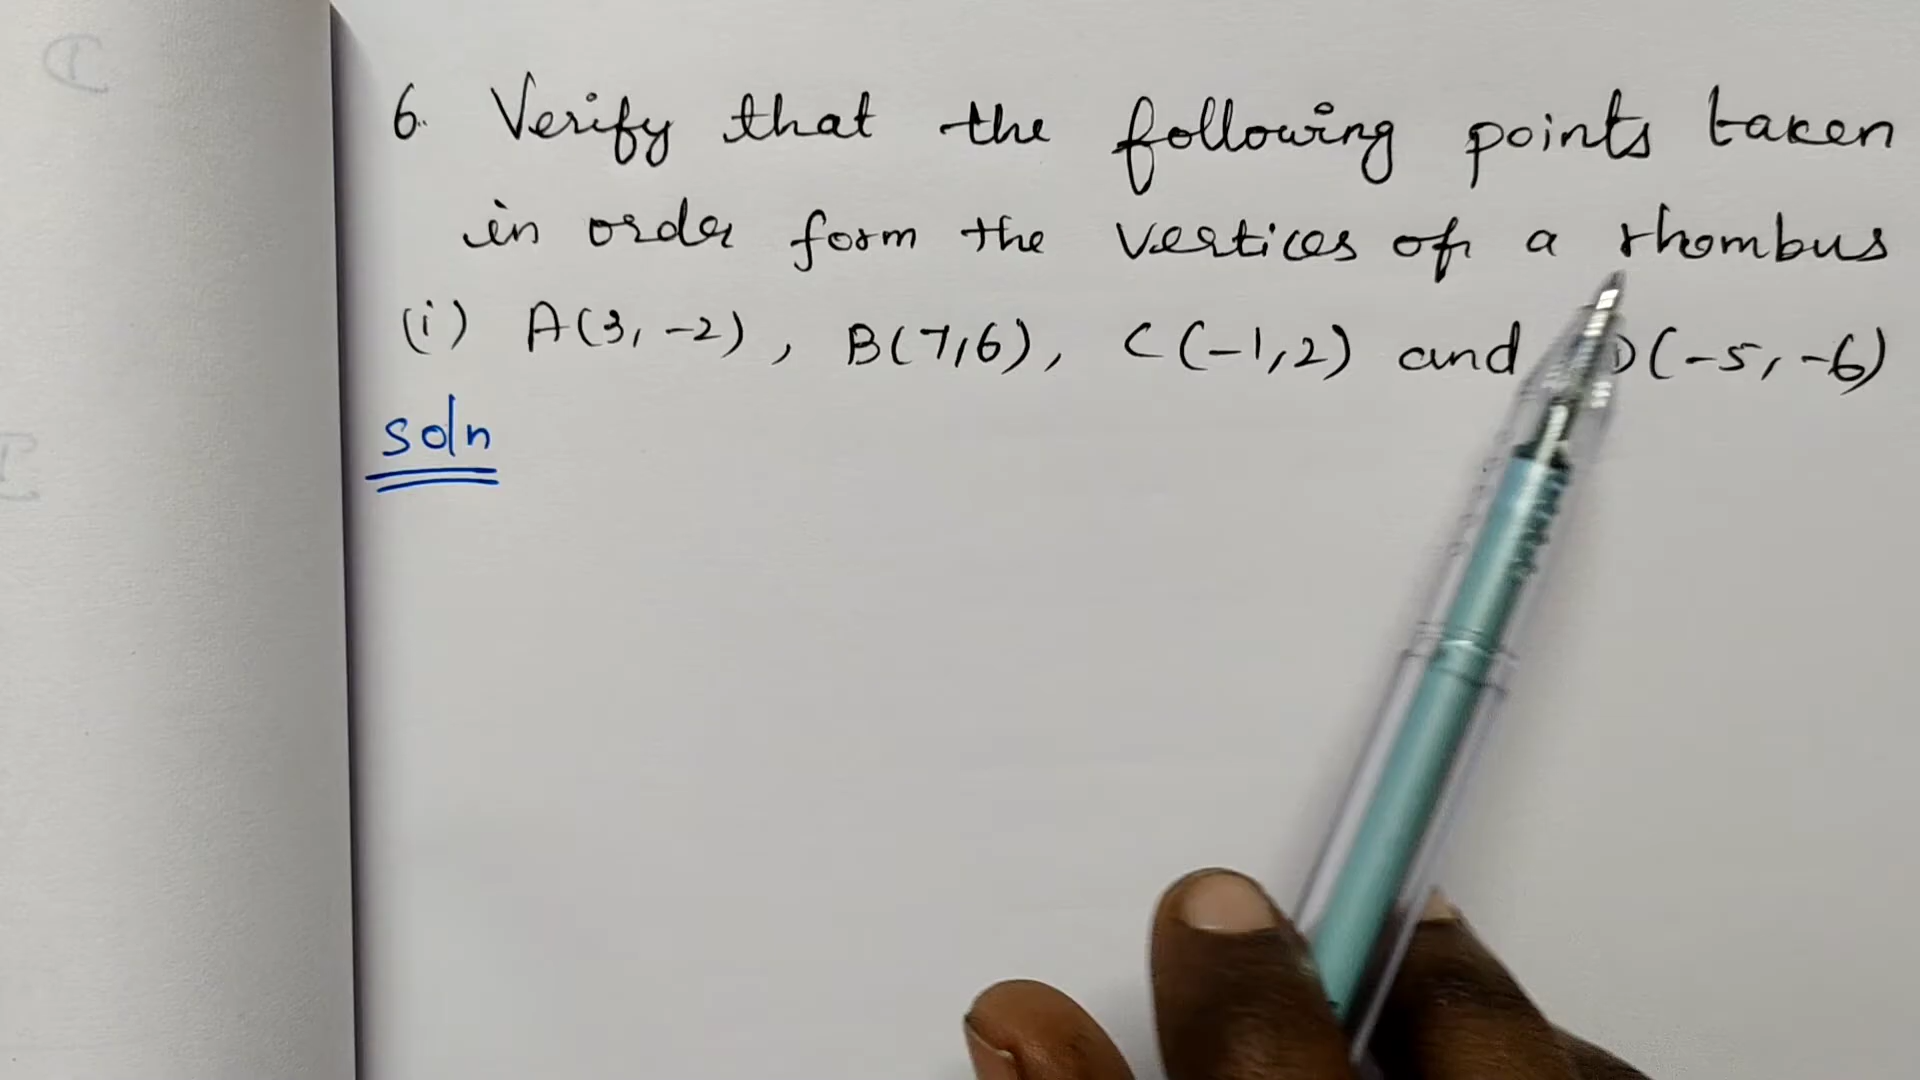 6. Verify that the following points taken
in order form the vertices of a rhombus
(i) A(3, -2), B(7,6), C(-1,2) and D(-5, -6)
soln